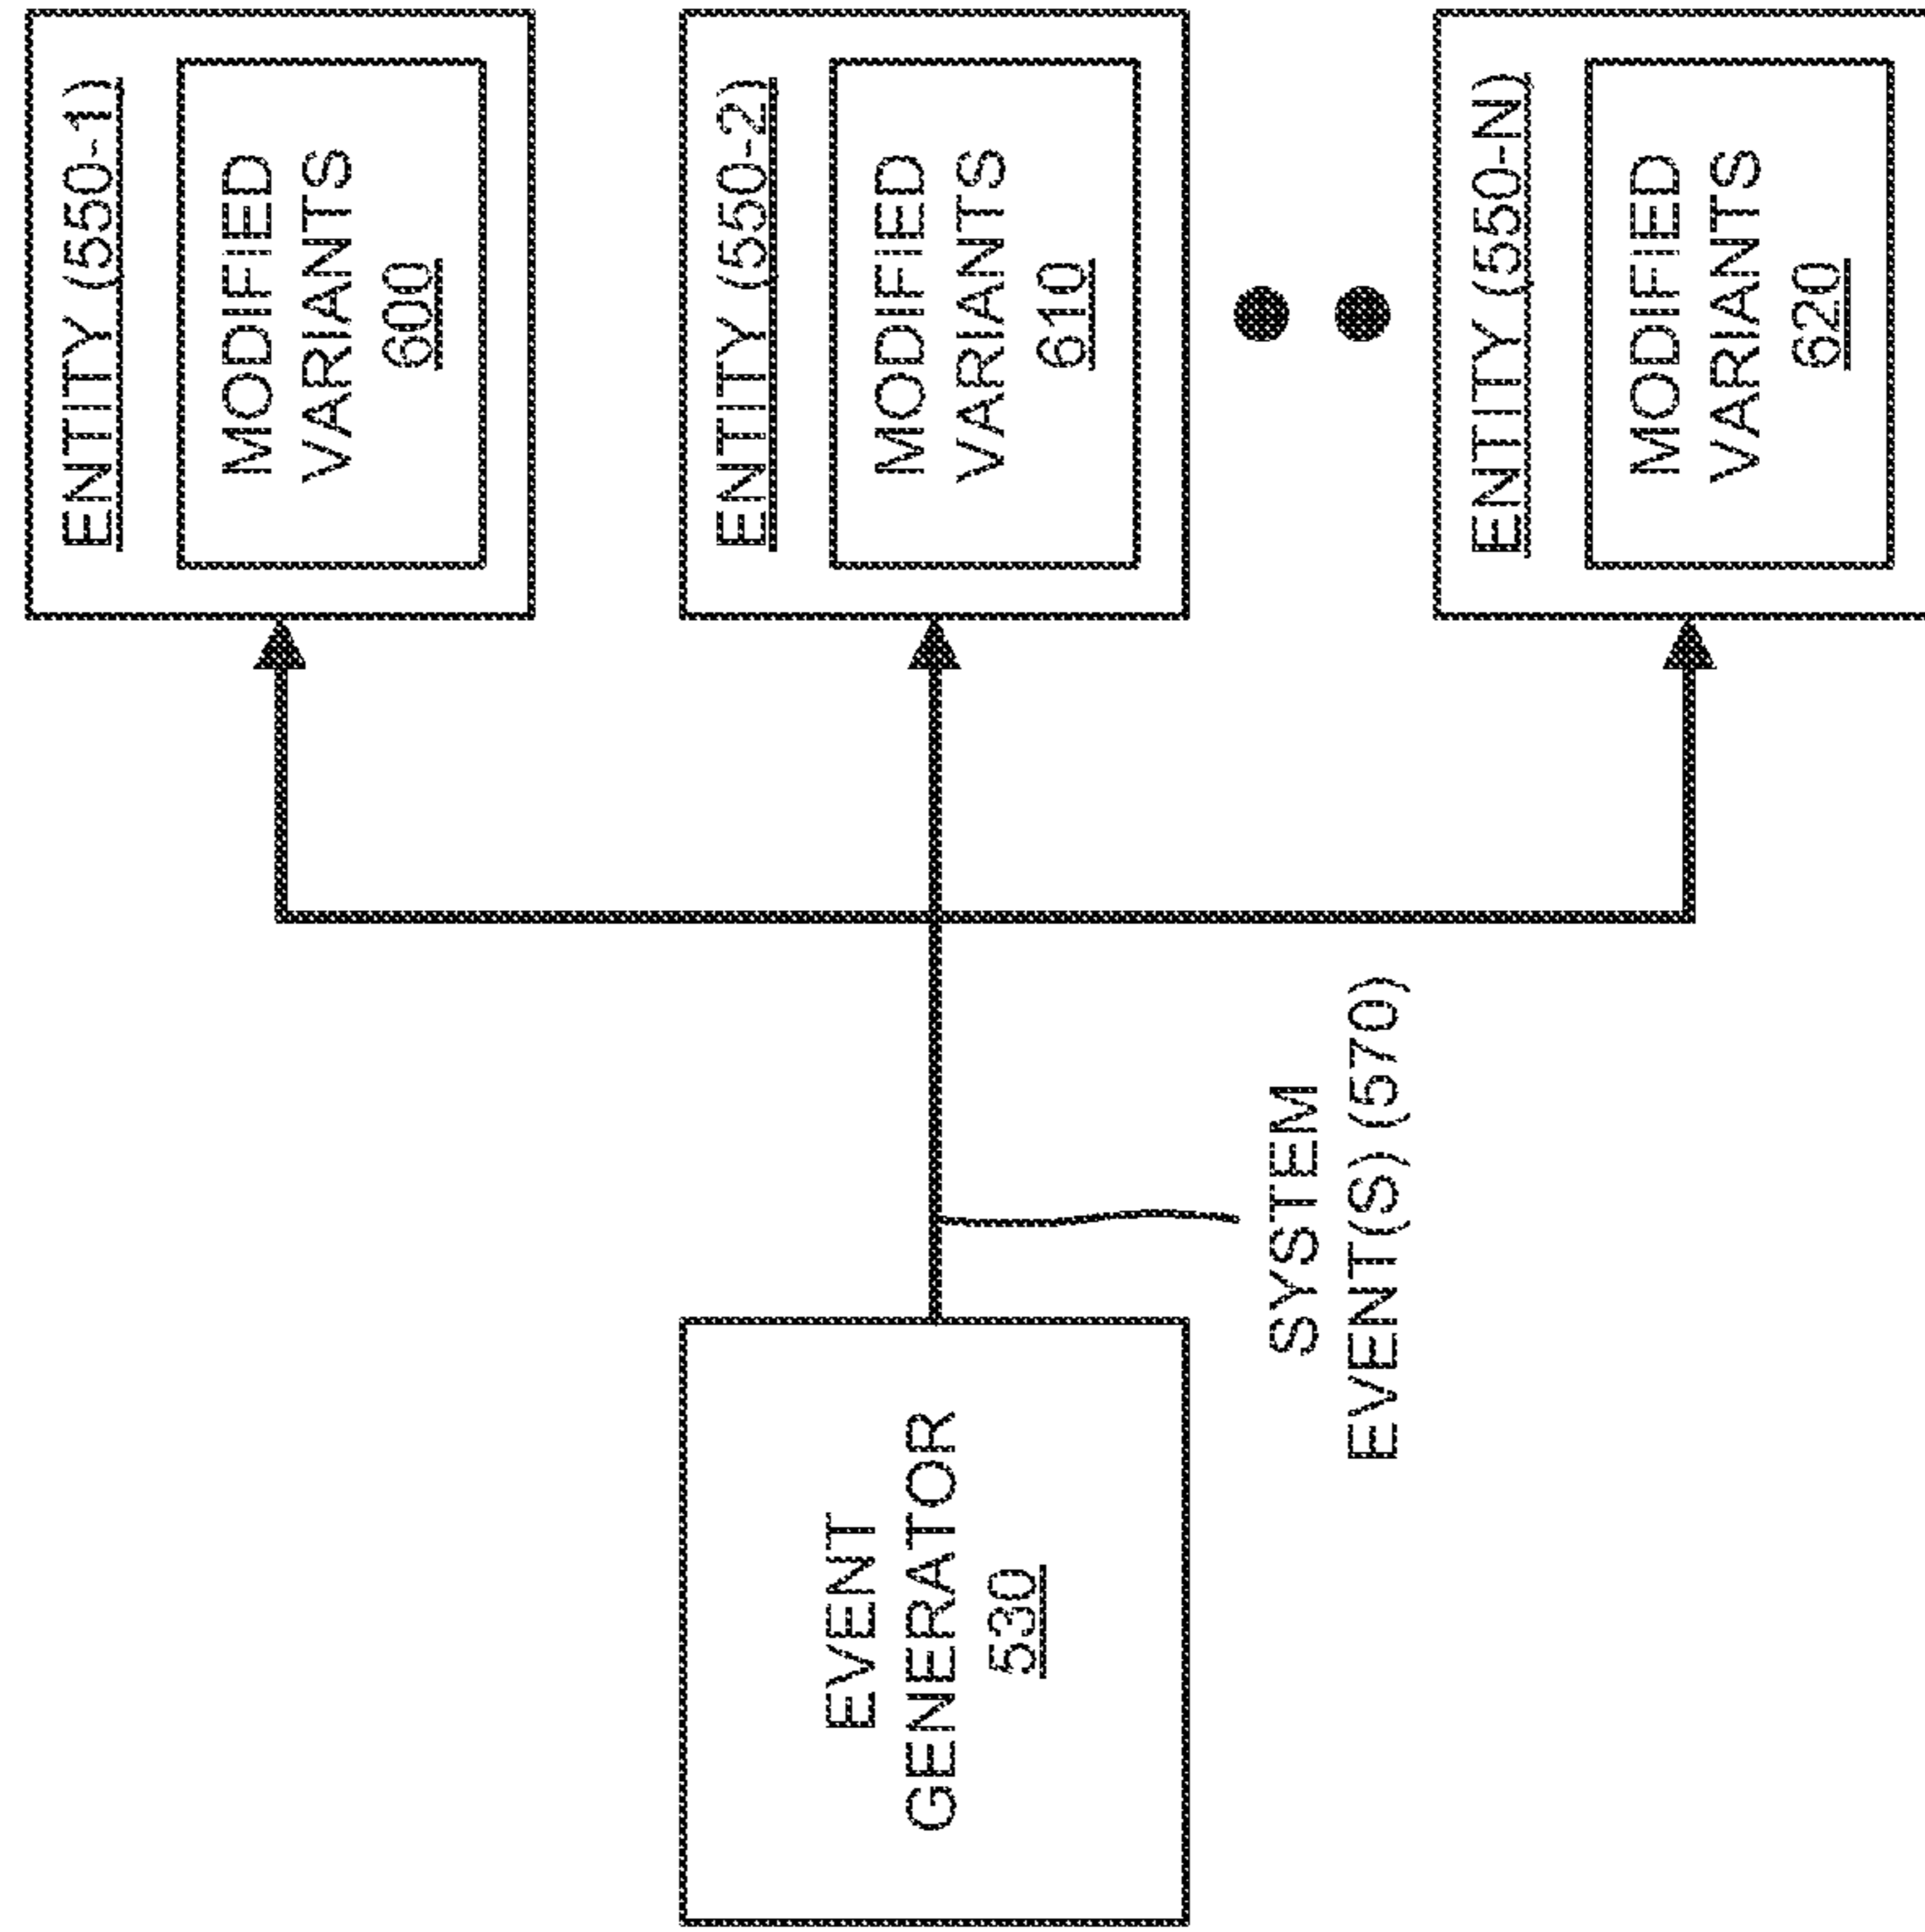 ENTITY (550-1)
MODIFIED
VARIANTS
600
ENTITY (550-2)
MODIFIED
VARIANTS
610
ENTITY (550-N)
MODIFIED
VARIANTS
620
EVENT
GENERATOR
530
SYSTEM
EVENT(S) (570)